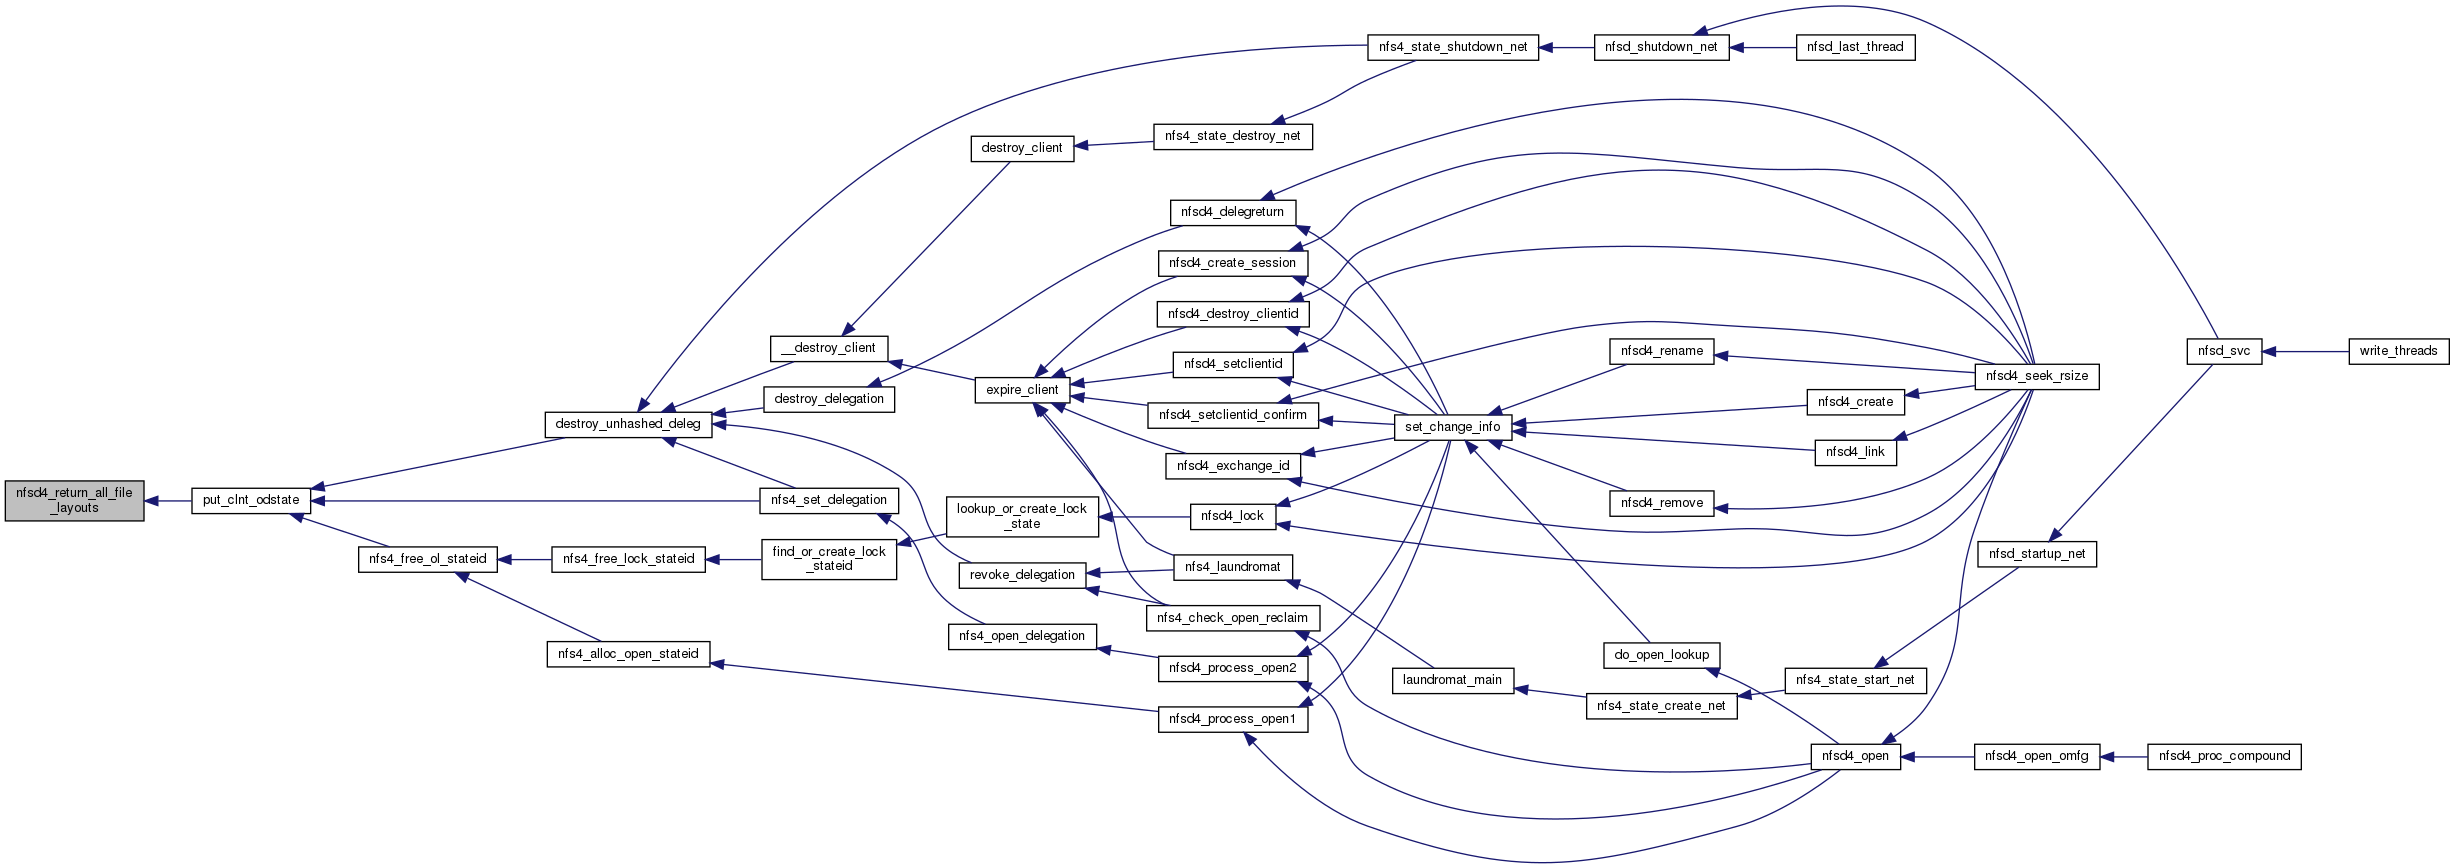 nfsd4_return_all_file
_layouts
put_clnt_odstate
destroy_unhashed_deleg
nfs4_free_ol_stateid
nfs4_alloc_open_stateid
nfs4_free_lock_stateid
__destroy_client
destroy_delegation
nfs4_set_delegation
find_or_create_lock
_stateid
destroy_client
expire_client
lookup_or_create_lock
_state
revoke_delegation
nfs4_open_delegation
nfs4_state_destroy_net
nfsd4_delegreturn
nfsd4_create_session
nfsd4_destroy_clientid
nfsd4_setclientid
nfsd4_setclientid_confirm
nfsd4_exchange_id
nfsd4_lock
nfs4_laundromat
nfs4_check_open_reclaim
nfsd4_process_open2
nfsd4_process_open1
nfs4_state_shutdown_net
set_change_info
laundromat_main
nfsd_shutdown_net
nfsd4_rename
nfsd4_remove
do_open_lookup
nfs4_state_create_net
nfsd_last_thread
nfsd4_create
nfsd4_link
nfs4_state_start_net
nfsd4_open
nfsd4_seek_rsize
nfsd_startup_net
nfsd4_open_omfg
nfsd_svc
nfsd4_proc_compound
write_threads